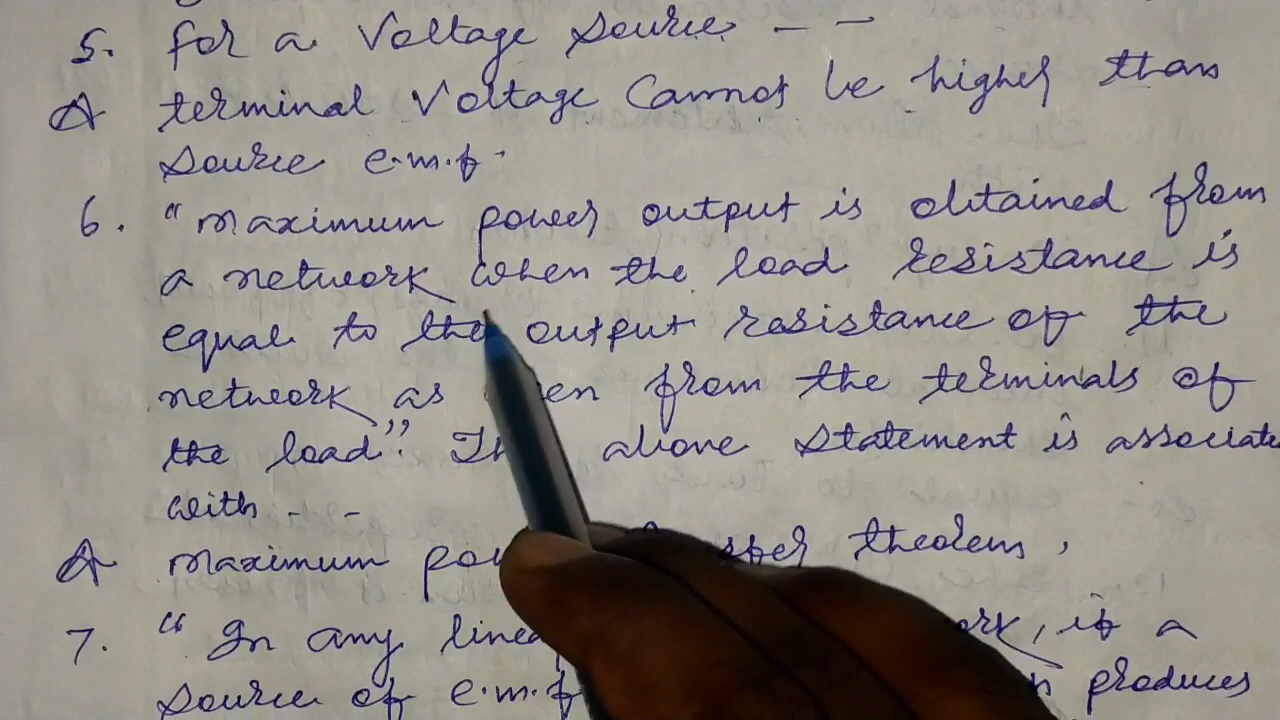 5. for a Voltage source - -
A terminal Voltage Cannot be higher than
source e.m.f.
6. "maximum power output is obtained from
a network when the load resistance is
equal to the output resistance of the
network as from the terminals of
the load". above statement is associate
with - -
A maximum theorem,
7. "In any if a
source of e.m.f produces